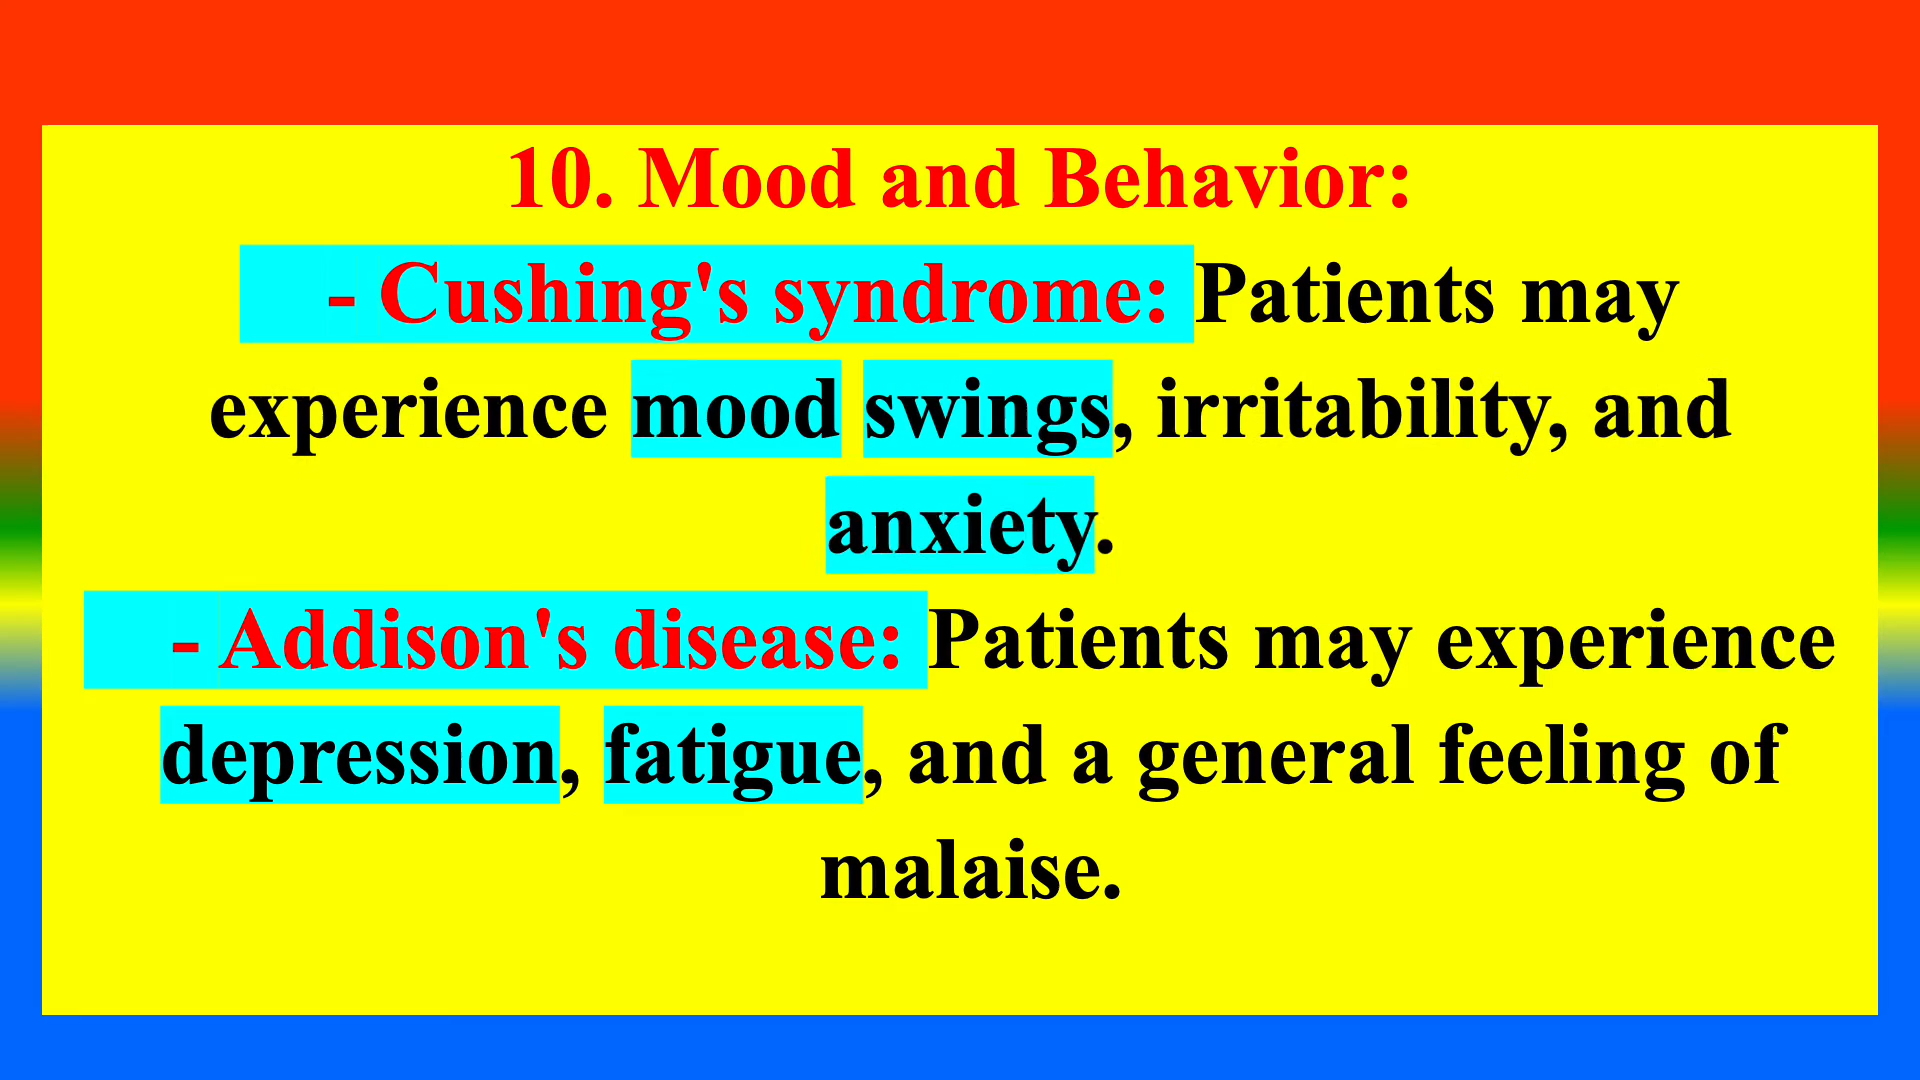 10. Mood and Behavior:
- Cushing's syndrome: Patients may
experience mood swings, irritability, and
anxiety.
- Addison's disease: Patients may experience
depression, fatigue, and a general feeling of
malaise.